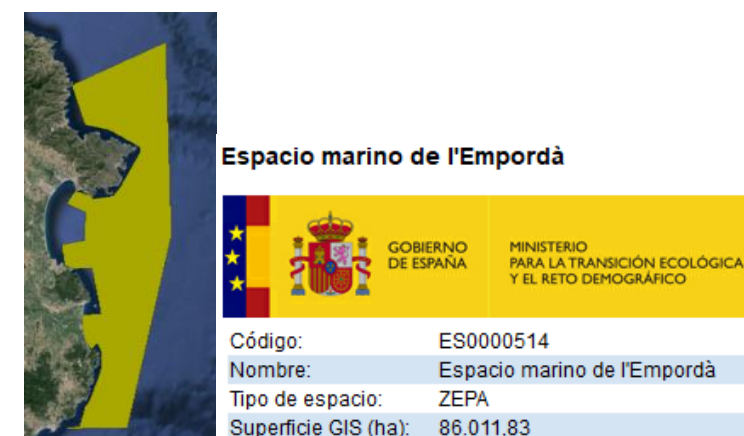 Espacio marino de l'Empordà
GOBIERNO
DE ESPAÑA
MINISTERIO
PARA LA TRANSICIÓN ECOLÓGICA
Y EL RETO DEMOGRÁFICO
Código: ES0000514
Nombre: Espacio marino de l'Empordà
Tipo de espacio: ZEPA
Superficie GIS (ha): 86.011,83